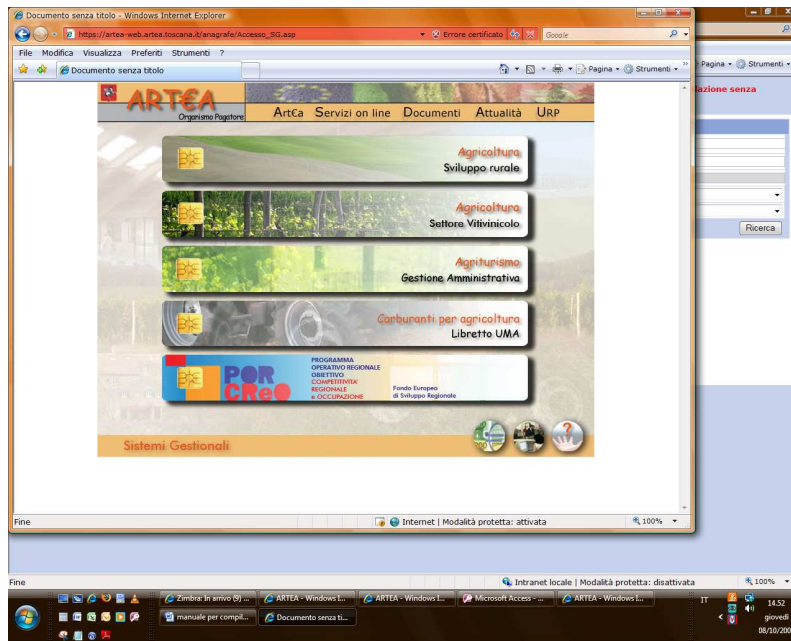 Documento senza titolo - Windows Internet Explorer
https://artea-web.artea.toscana.it/anagrafe/Accesso_SG.asp
Errore certificato
Google
File Modifica Visualizza Preferiti Strumenti ?
Documento senza titolo
Pagina Strumenti
Pagina Strumenti
lazione senza
ART€A
Organismo Pagatore
Art€a Servizi on line Documenti Attualità URP
Agricoltura
Sviluppo rurale
Agricoltura
Settore Vitivinicolo
Ricerca
Agriturismo
Gestione Amministrativa
Carburanti per agricoltura
Libretto UMA
POR
CReO
PROGRAMMA
OPERATIVO REGIONALE
OBIETTIVO
COMPETITIVITA'
REGIONALE
e OCCUPAZIONE
Fondo Europeo
di Sviluppo Regionale
Sistemi Gestionali
Fine
Internet | Modalità protetta: attivata
100%
Fine
Intranet locale | Modalità protetta: disattivata
100%
Zimbra: In arrivo (9) ...
ARTEA - Windows I...
ARTEA - Windows I...
Microsoft Access - ...
ARTEA - Windows I...
manuale per compil...
Documento senza ti...
IT
14.52
giovedì
08/10/200